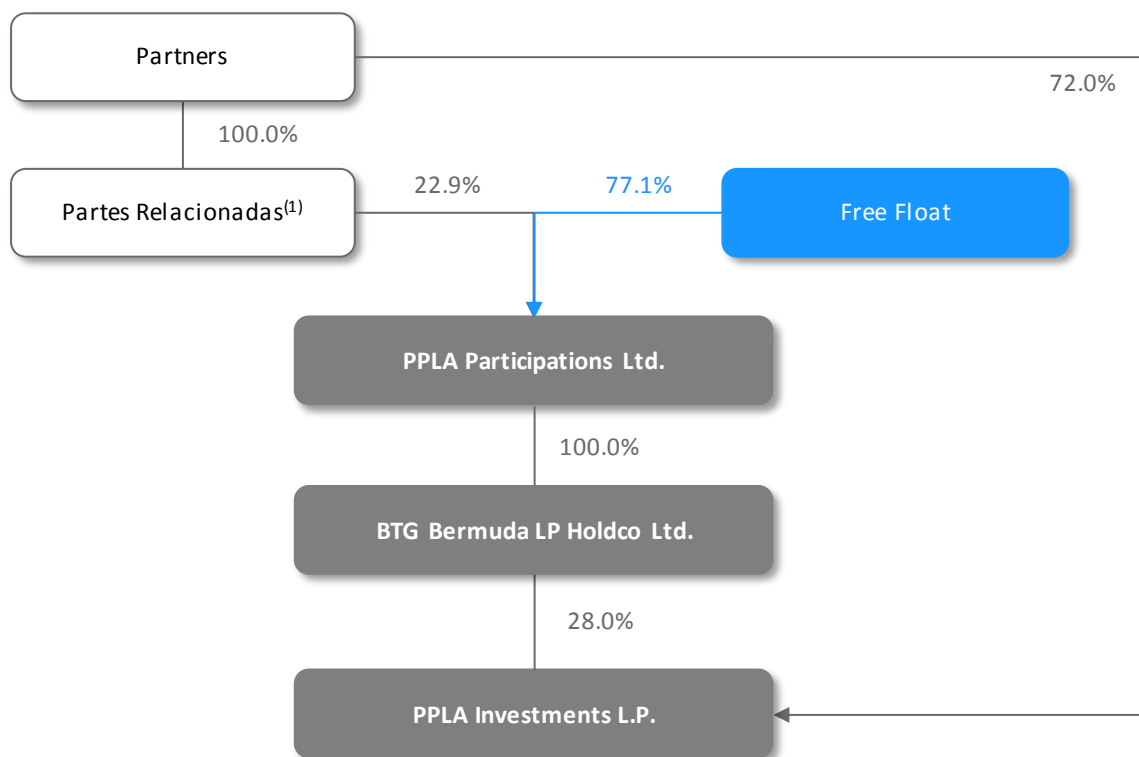 Partners
72.0%
100.0%
Partes Relacionadas(1)
22.9%
77.1%
Free Float
PPLA Participations Ltd.
100.0%
BTG Bermuda LP Holdco Ltd.
28.0%
PPLA Investments L.P.